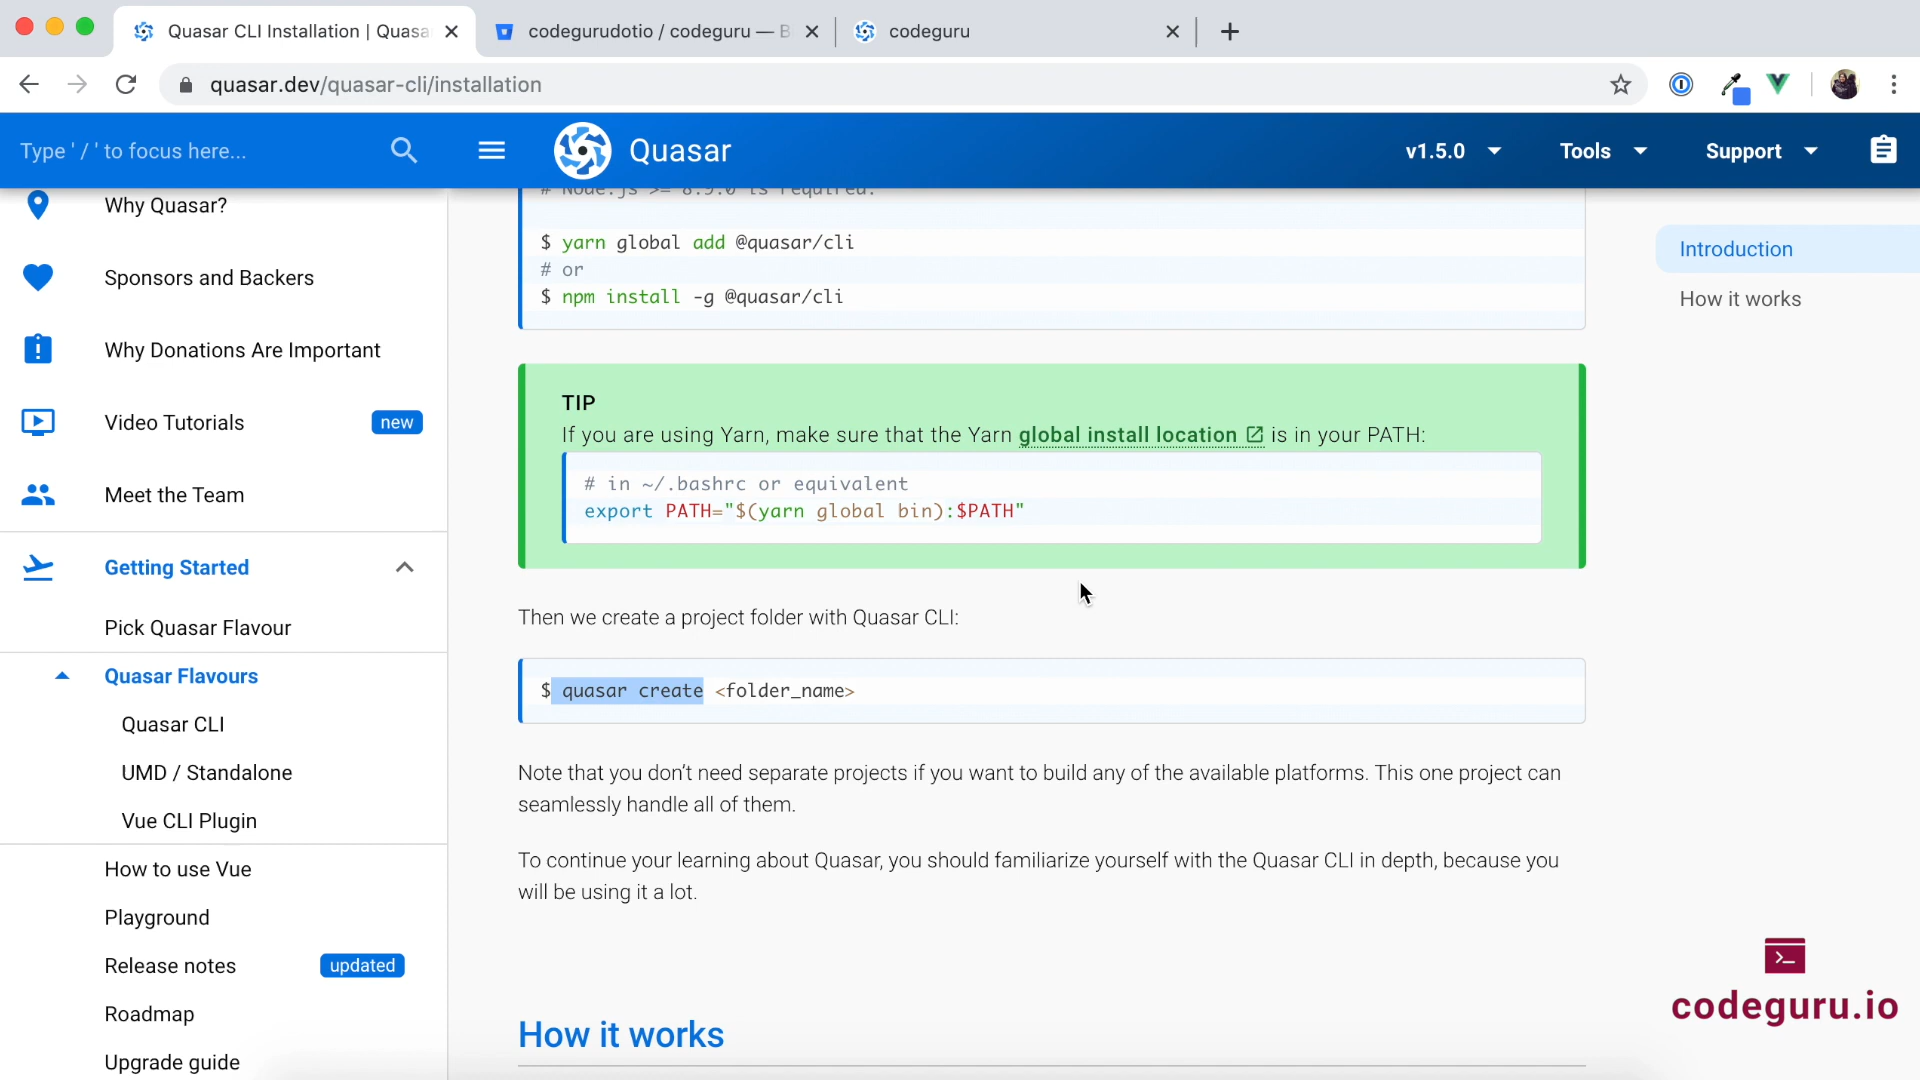 Quasar CLI Installation | Quasa
codegurudotio / codeguru — B
codeguru
quasar.dev/quasar-cli/installation
Type ' / ' to focus here...
Quasar
v1.5.0
Tools
Support
Why Quasar?
Sponsors and Backers
Why Donations Are Important
Video Tutorials
new
Meet the Team
Getting Started
Pick Quasar Flavour
Quasar Flavours
Quasar CLI
UMD / Standalone
Vue CLI Plugin
How to use Vue
Playground
Release notes
updated
Roadmap
Upgrade guide
# Node.js >= 8.9.0 is required.
$ yarn global add @quasar/cli
# or
$ npm install -g @quasar/cli
TIP
If you are using Yarn, make sure that the Yarn global install location is in your PATH:
# in ~/.bashrc or equivalent
export PATH="$(yarn global bin):$PATH"
Then we create a project folder with Quasar CLI:
$ quasar create <folder_name>
Note that you don't need separate projects if you want to build any of the available platforms. This one project can
seamlessly handle all of them.
To continue your learning about Quasar, you should familiarize yourself with the Quasar CLI in depth, because you
will be using it a lot.
How it works
Introduction
How it works
codeguru.io